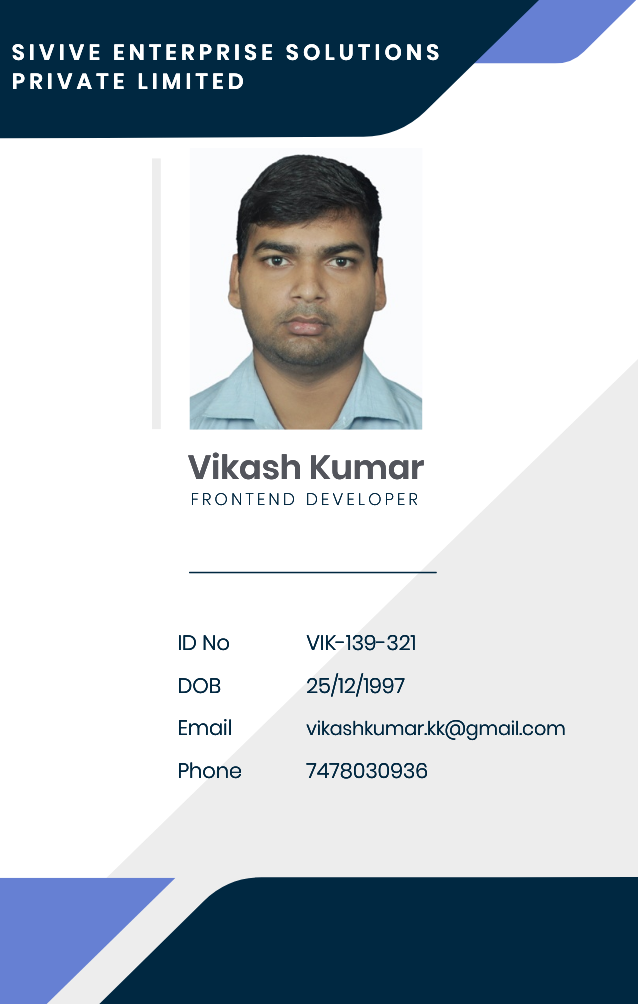 SIVIVE ENTERPRISE SOLUTIONS
PRIVATE LIMITED
Vikash Kumar
FRONTEND DEVELOPER
ID No VIK-139-321
DOB 25/12/1997
Email vikashkumar.kk@gmail.com
Phone 7478030936